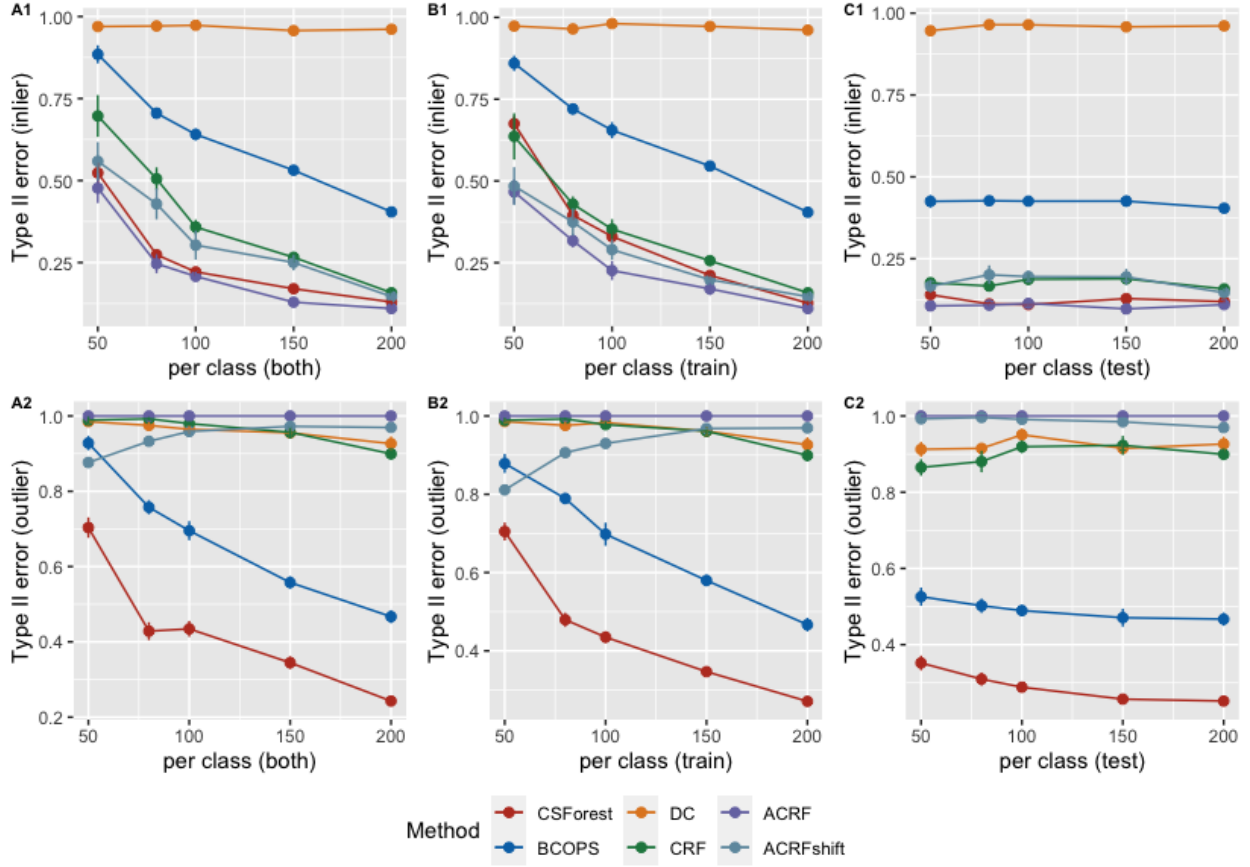 A1
Type II error (inlier)
1.00
0.75
0.50
0.25
50
100
150
200
per class (both)
B1
Type II error (inlier)
1.00
0.75
0.50
0.25
50
100
150
200
per class (train)
C1
Type II error (inlier)
1.00
0.75
0.50
0.25
50
100
150
200
per class (test)
A2
Type II error (outlier)
1.0
0.8
0.6
0.4
0.2
50
100
150
200
per class (both)
B2
Type II error (outlier)
1.0
0.8
0.6
0.4
50
100
150
200
per class (train)
C2
Type II error (outlier)
1.0
0.8
0.6
0.4
50
100
150
200
per class (test)
Method
CSForest
DC
ACRF
BCOPS
CRF
ACRFshift